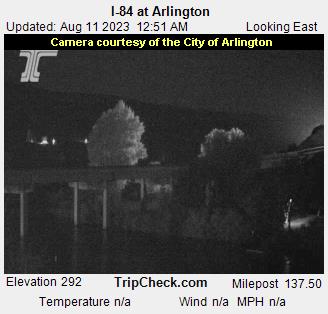 I-84 at Arlington
Updated: Aug 11 2023 12:51 AM Looking East
Camera courtesy of the City of Arlington
Elevation 292 TripCheck.com Milepost 137.50
Temperature n/a Wind n/a MPH n/a